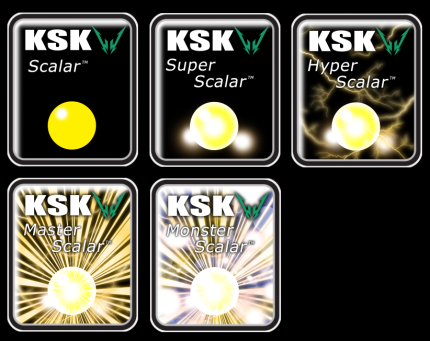 KSK
Scalar™
KSK
Super
Scalar™
KSK
Hyper
Scalar™
KSK
Master
Scalar™
KSK
Monster
Scalar™